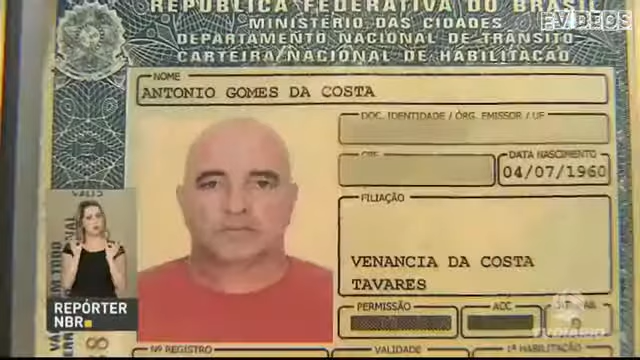 REPÚBLICA FEDERATIVA DO BRASIL
EVIDEOS
MINISTÉRIO DAS CIDADES
DEPARTAMENTO NACIONAL DE TRÂNSITO
CARTEIRA NACIONAL DE HABILITAÇÃO
NOME
ANTONIO GOMES DA COSTA
DOC. IDENTIDADE / ÓRG. EMISSOR / UF
CPF
DATA NASCIMENTO
04/07/1960
FILIAÇÃO
VENANCIA DA COSTA
TAVARES
PERMISSÃO
ACC
REPÓRTER
NBR
Nº REGISTRO
VALIDADE
1ª HABILITAÇÃO